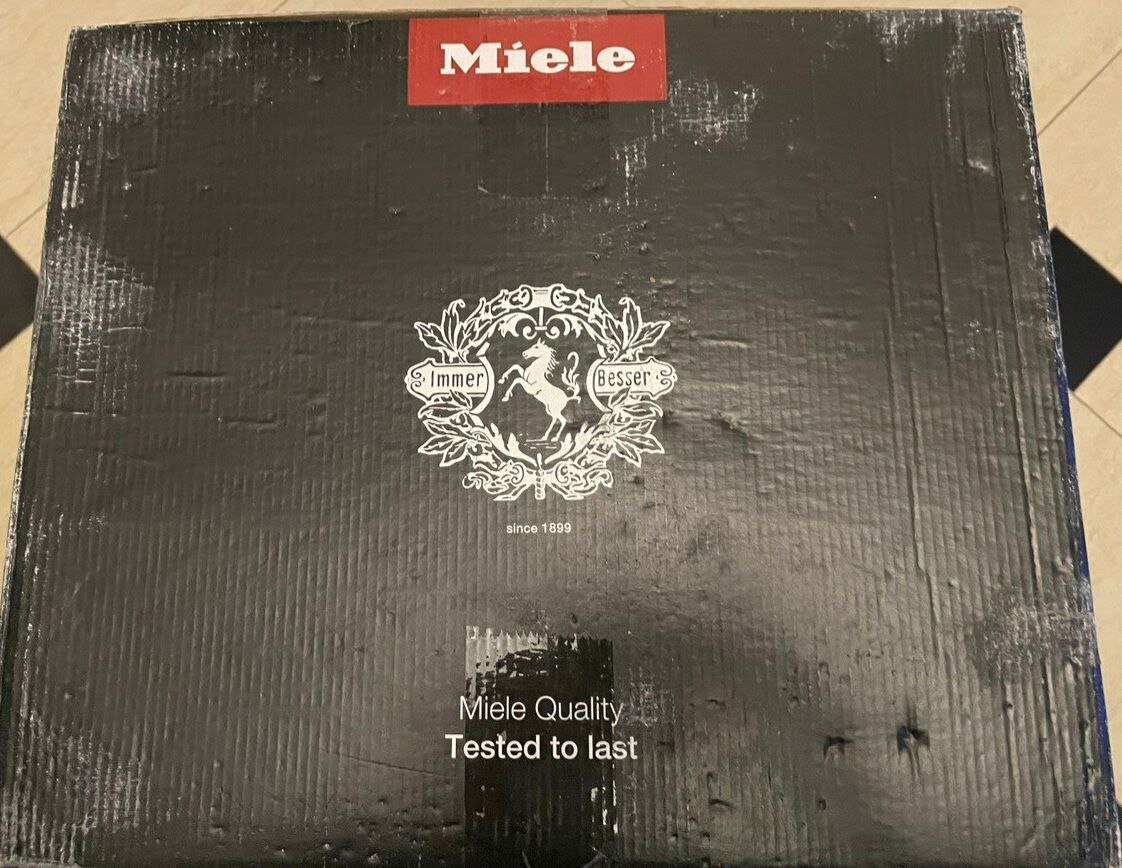 Miele
Immer Besser
since 1899
Miele Quality
Tested to last